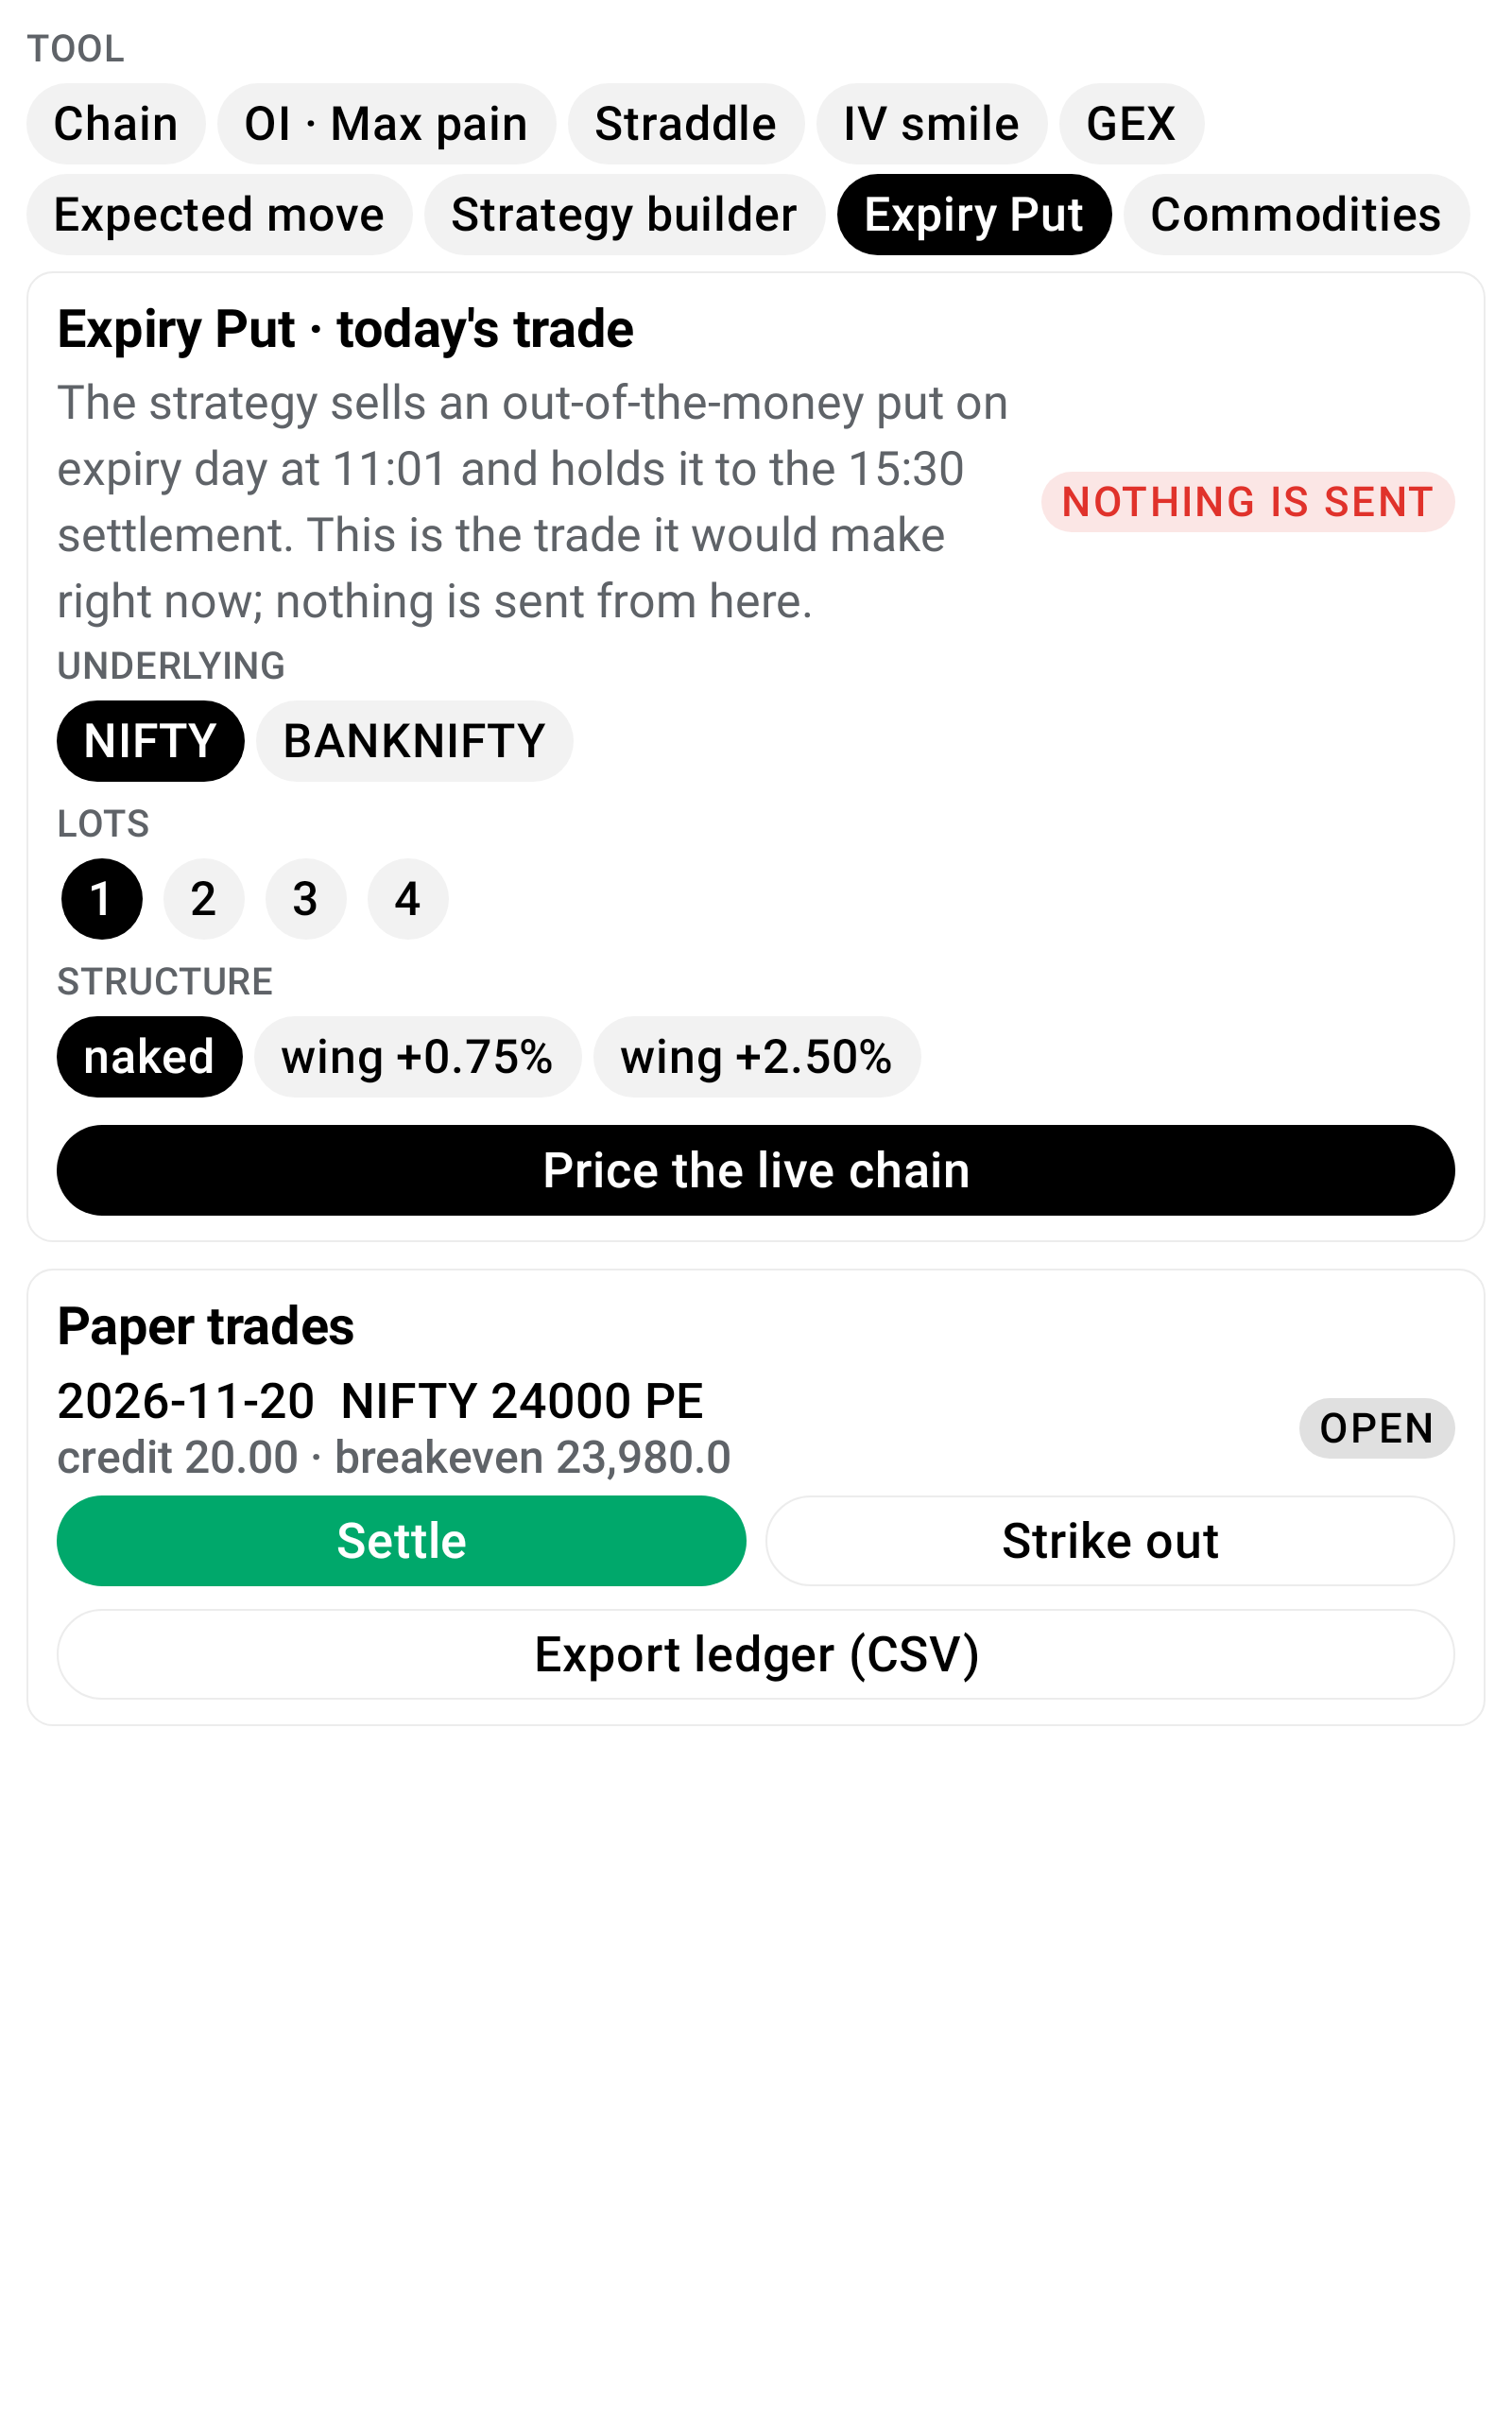 TOOL
Chain
OI · Max pain
Straddle
IV smile
GEX
Expected move
Strategy builder
Expiry Put
Commodities
Expiry Put · today's trade
The strategy sells an out-of-the-money put on
expiry day at 11:01 and holds it to the 15:30
settlement. This is the trade it would make
right now; nothing is sent from here.
NOTHING IS SENT
UNDERLYING
NIFTY
BANKNIFTY
LOTS
1
2
3
4
STRUCTURE
naked
wing +0.75%
wing +2.50%
Price the live chain
Paper trades
2026-11-20 NIFTY 24000 PE
credit 20.00 · breakeven 23,980.0
OPEN
Settle
Strike out
Export ledger (CSV)